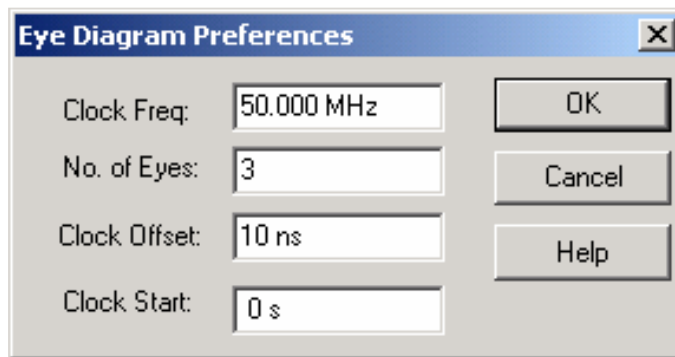 Eye Diagram Preferences
Clock Freq: 50.000 MHz
OK
No. of Eyes: 3
Cancel
Clock Offset: 10 ns
Help
Clock Start: 0 s